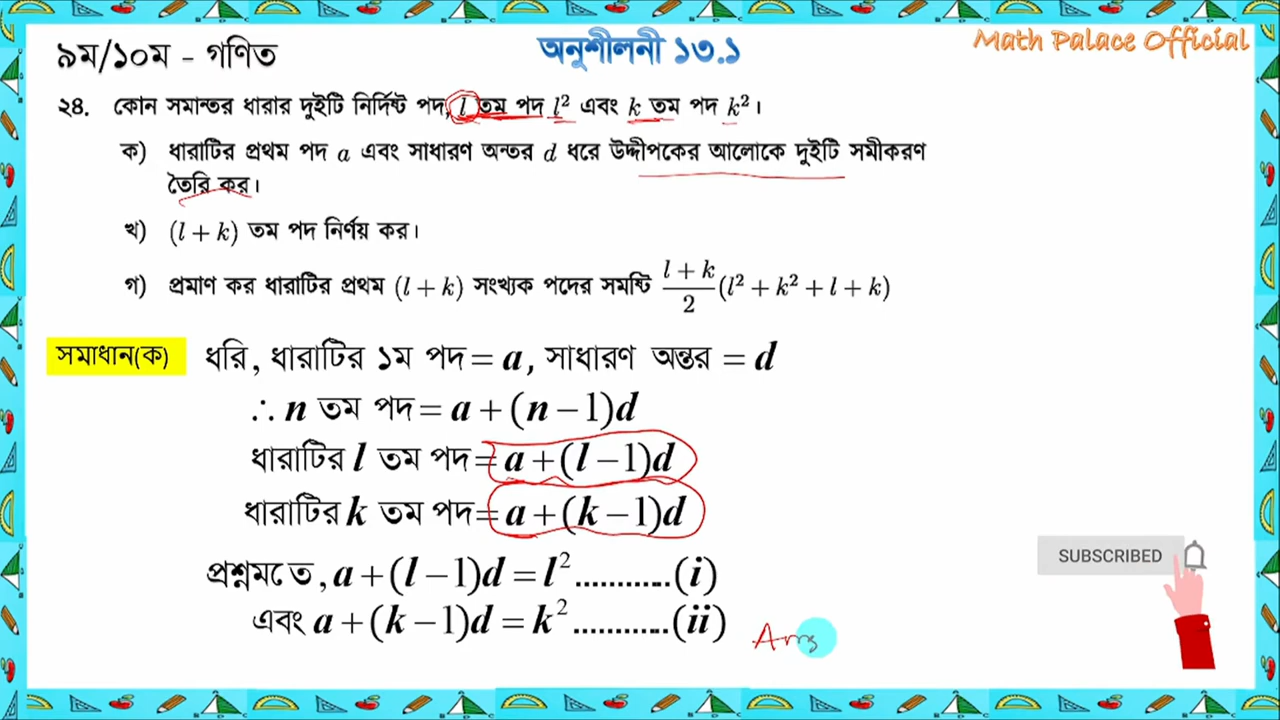 ৯ম/১০ম - গণিত
অনুশীলনী ১৩.১
Math Palace Official
২৪. কোন সমান্তর ধারার দুইটি নির্দিষ্ট পদ, l তম পদ l² এবং k তম পদ k²।
ক) ধারাটির প্রথম পদ a এবং সাধারণ অন্তর d ধরে উদ্দীপকের আলোকে দুইটি সমীকরণ
তৈরি কর।
খ) (l + k) তম পদ নির্ণয় কর।
গ) প্রমাণ কর ধারাটির প্রথম (l + k) সংখ্যক পদের সমষ্টি (l + k)/2 (l² + k² + l + k)
সমাধান(ক) ধরি, ধারাটির ১ম পদ = a, সাধারণ অন্তর = d
∴ n তম পদ = a + (n − 1)d
ধারাটির l তম পদ = a + (l − 1)d
ধারাটির k তম পদ = a + (k − 1)d
প্রশ্নমতে, a + (l − 1)d = l² ............(i)
এবং a + (k − 1)d = k² ............(ii)
Ans
SUBSCRIBED